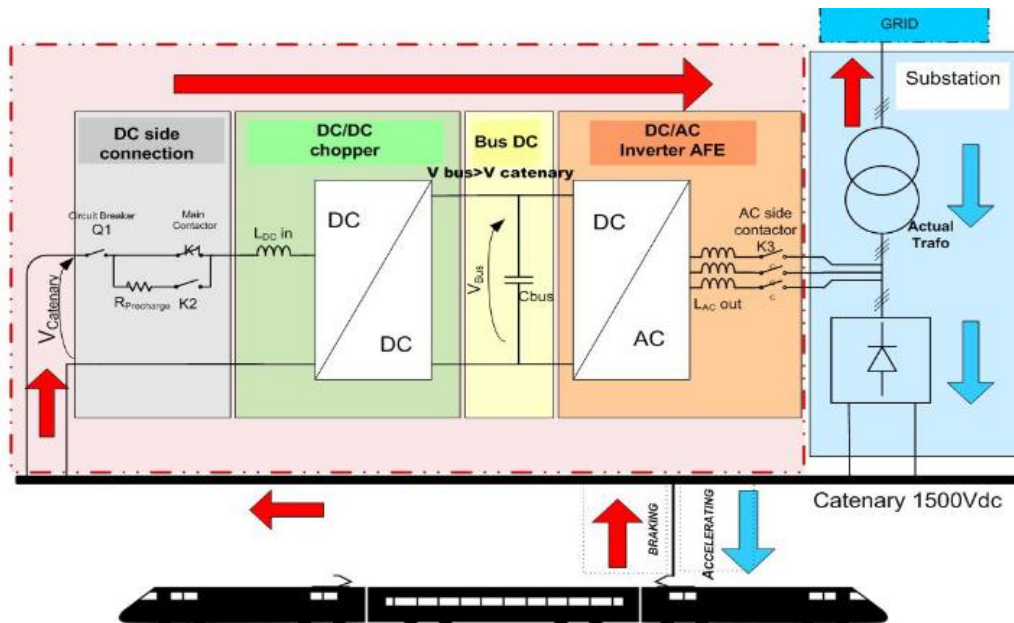 GRID
Substation
DC side
connection
DC/DC
chopper
Bus DC
DC/AC
Inverter AFE
V bus>V catenary
Circuit Breaker
Q1
Main
Contactor
K1
LDC in
DC
DC
VBus
Cbus
DC
AC
AC side
contactor
K3
Actual
Trafo
RPrecharge
K2
VCatenary
LAC out
C
C
C
Catenary 1500Vdc
BRAKING
ACCELERATING